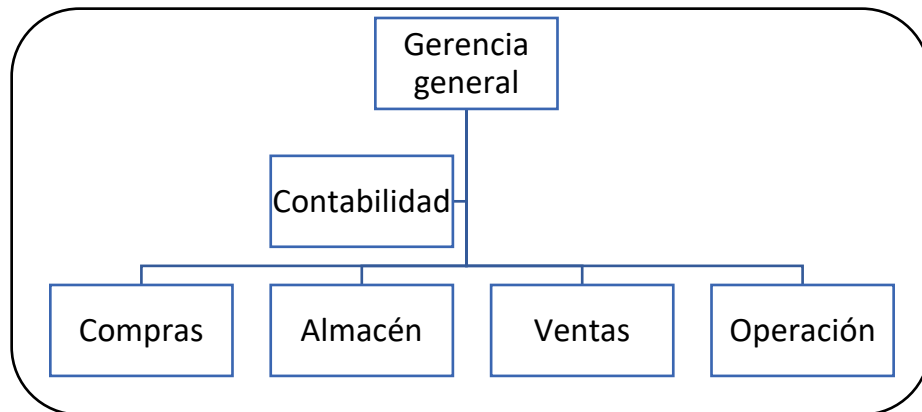 Gerencia
general
Contabilidad
Compras
Almacén
Ventas
Operación